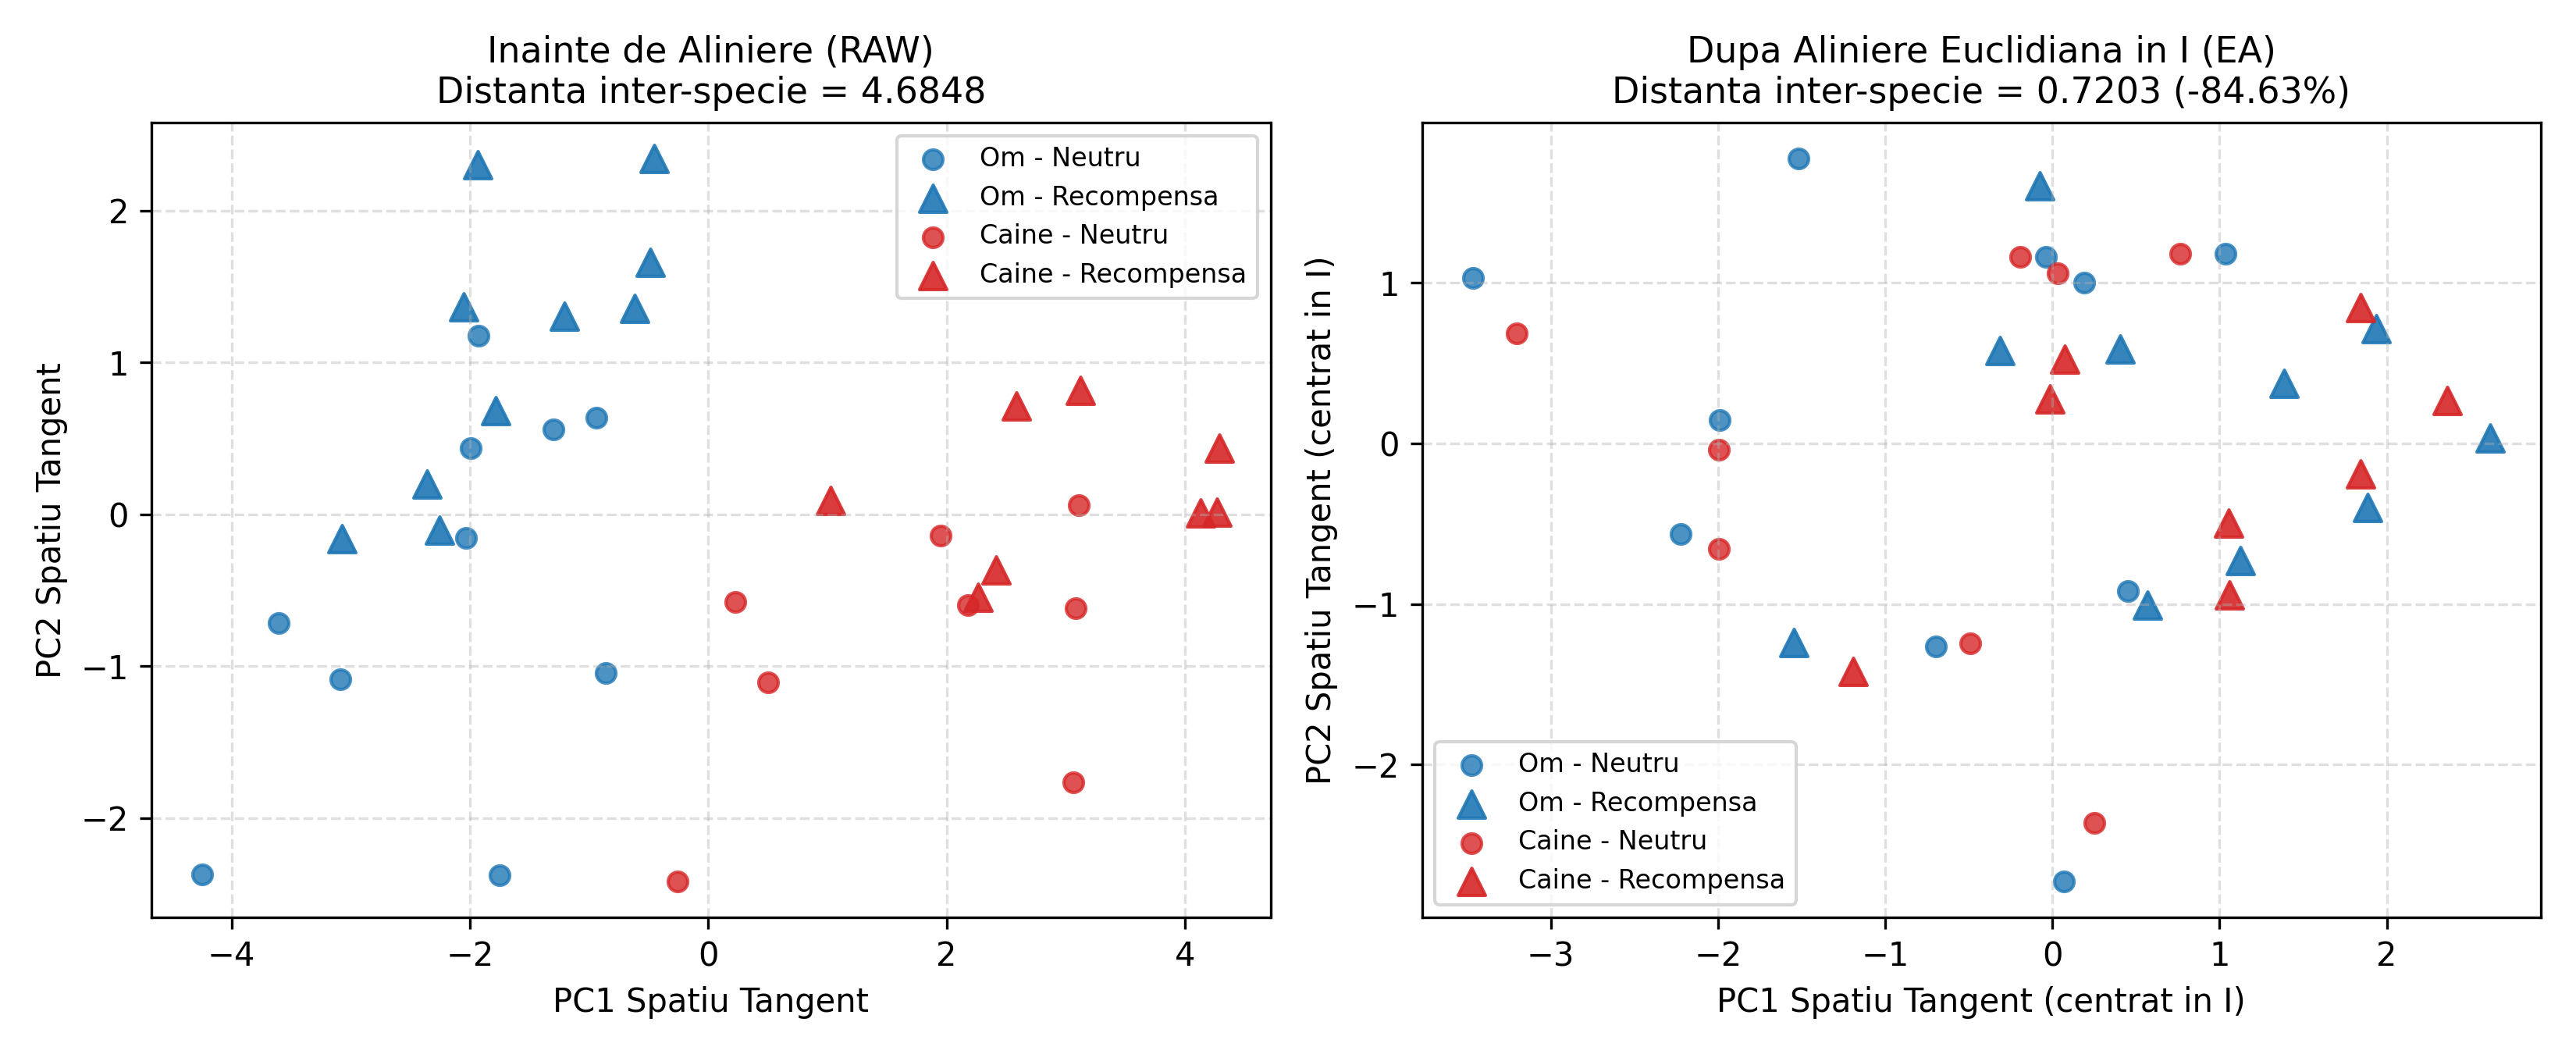 Inainte de Aliniere (RAW)
Distanta inter-specie = 4.6848
Om - Neutru
Om - Recompensa
Caine - Neutru
Caine - Recompensa
2
1
0
−1
−2
PC2 Spatiu Tangent
−4
−2
0
2
4
PC1 Spatiu Tangent
Dupa Aliniere Euclidiana in I (EA)
Distanta inter-specie = 0.7203 (-84.63%)
1
0
−1
−2
PC2 Spatiu Tangent (centrat in I)
Om - Neutru
Om - Recompensa
Caine - Neutru
Caine - Recompensa
−3
−2
−1
0
1
2
PC1 Spatiu Tangent (centrat in I)